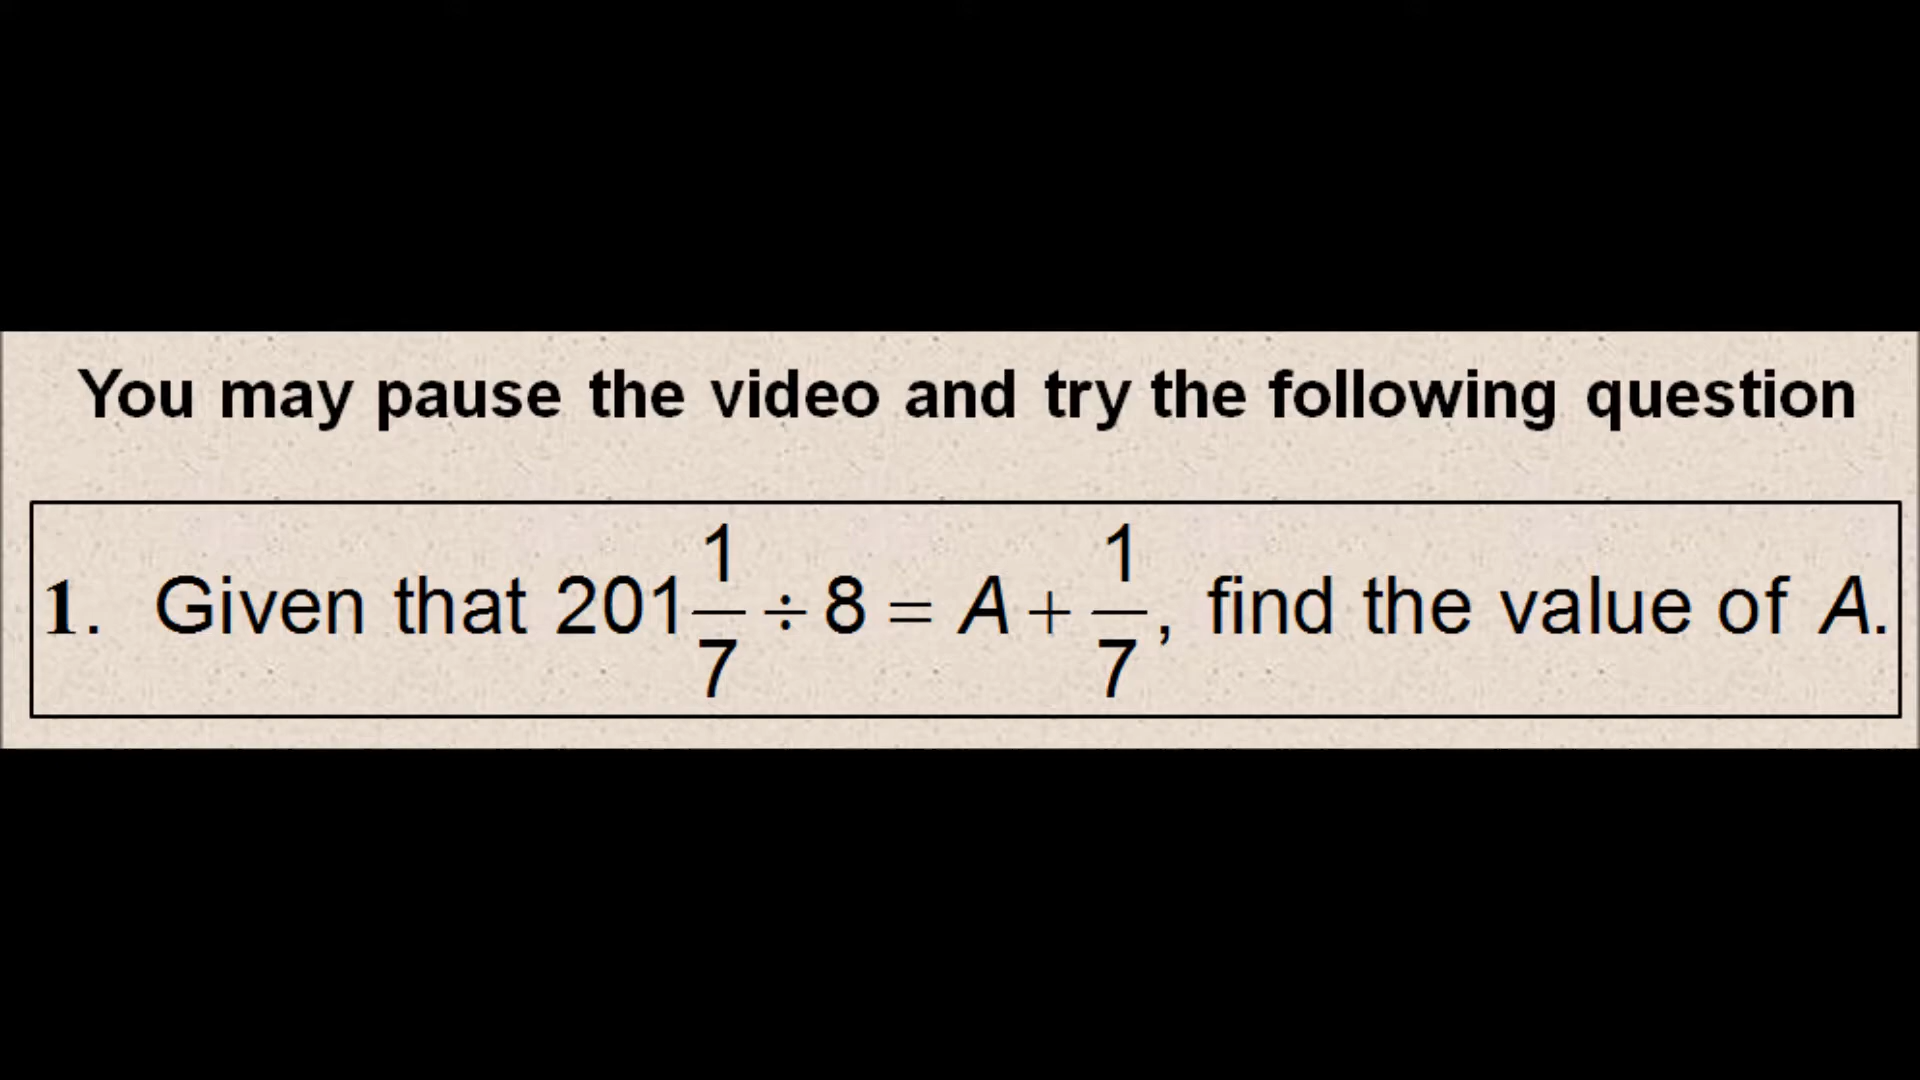 You may pause the video and try the following question
1. Given that 201 1/7 ÷ 8 = A + 1/7, find the value of A.